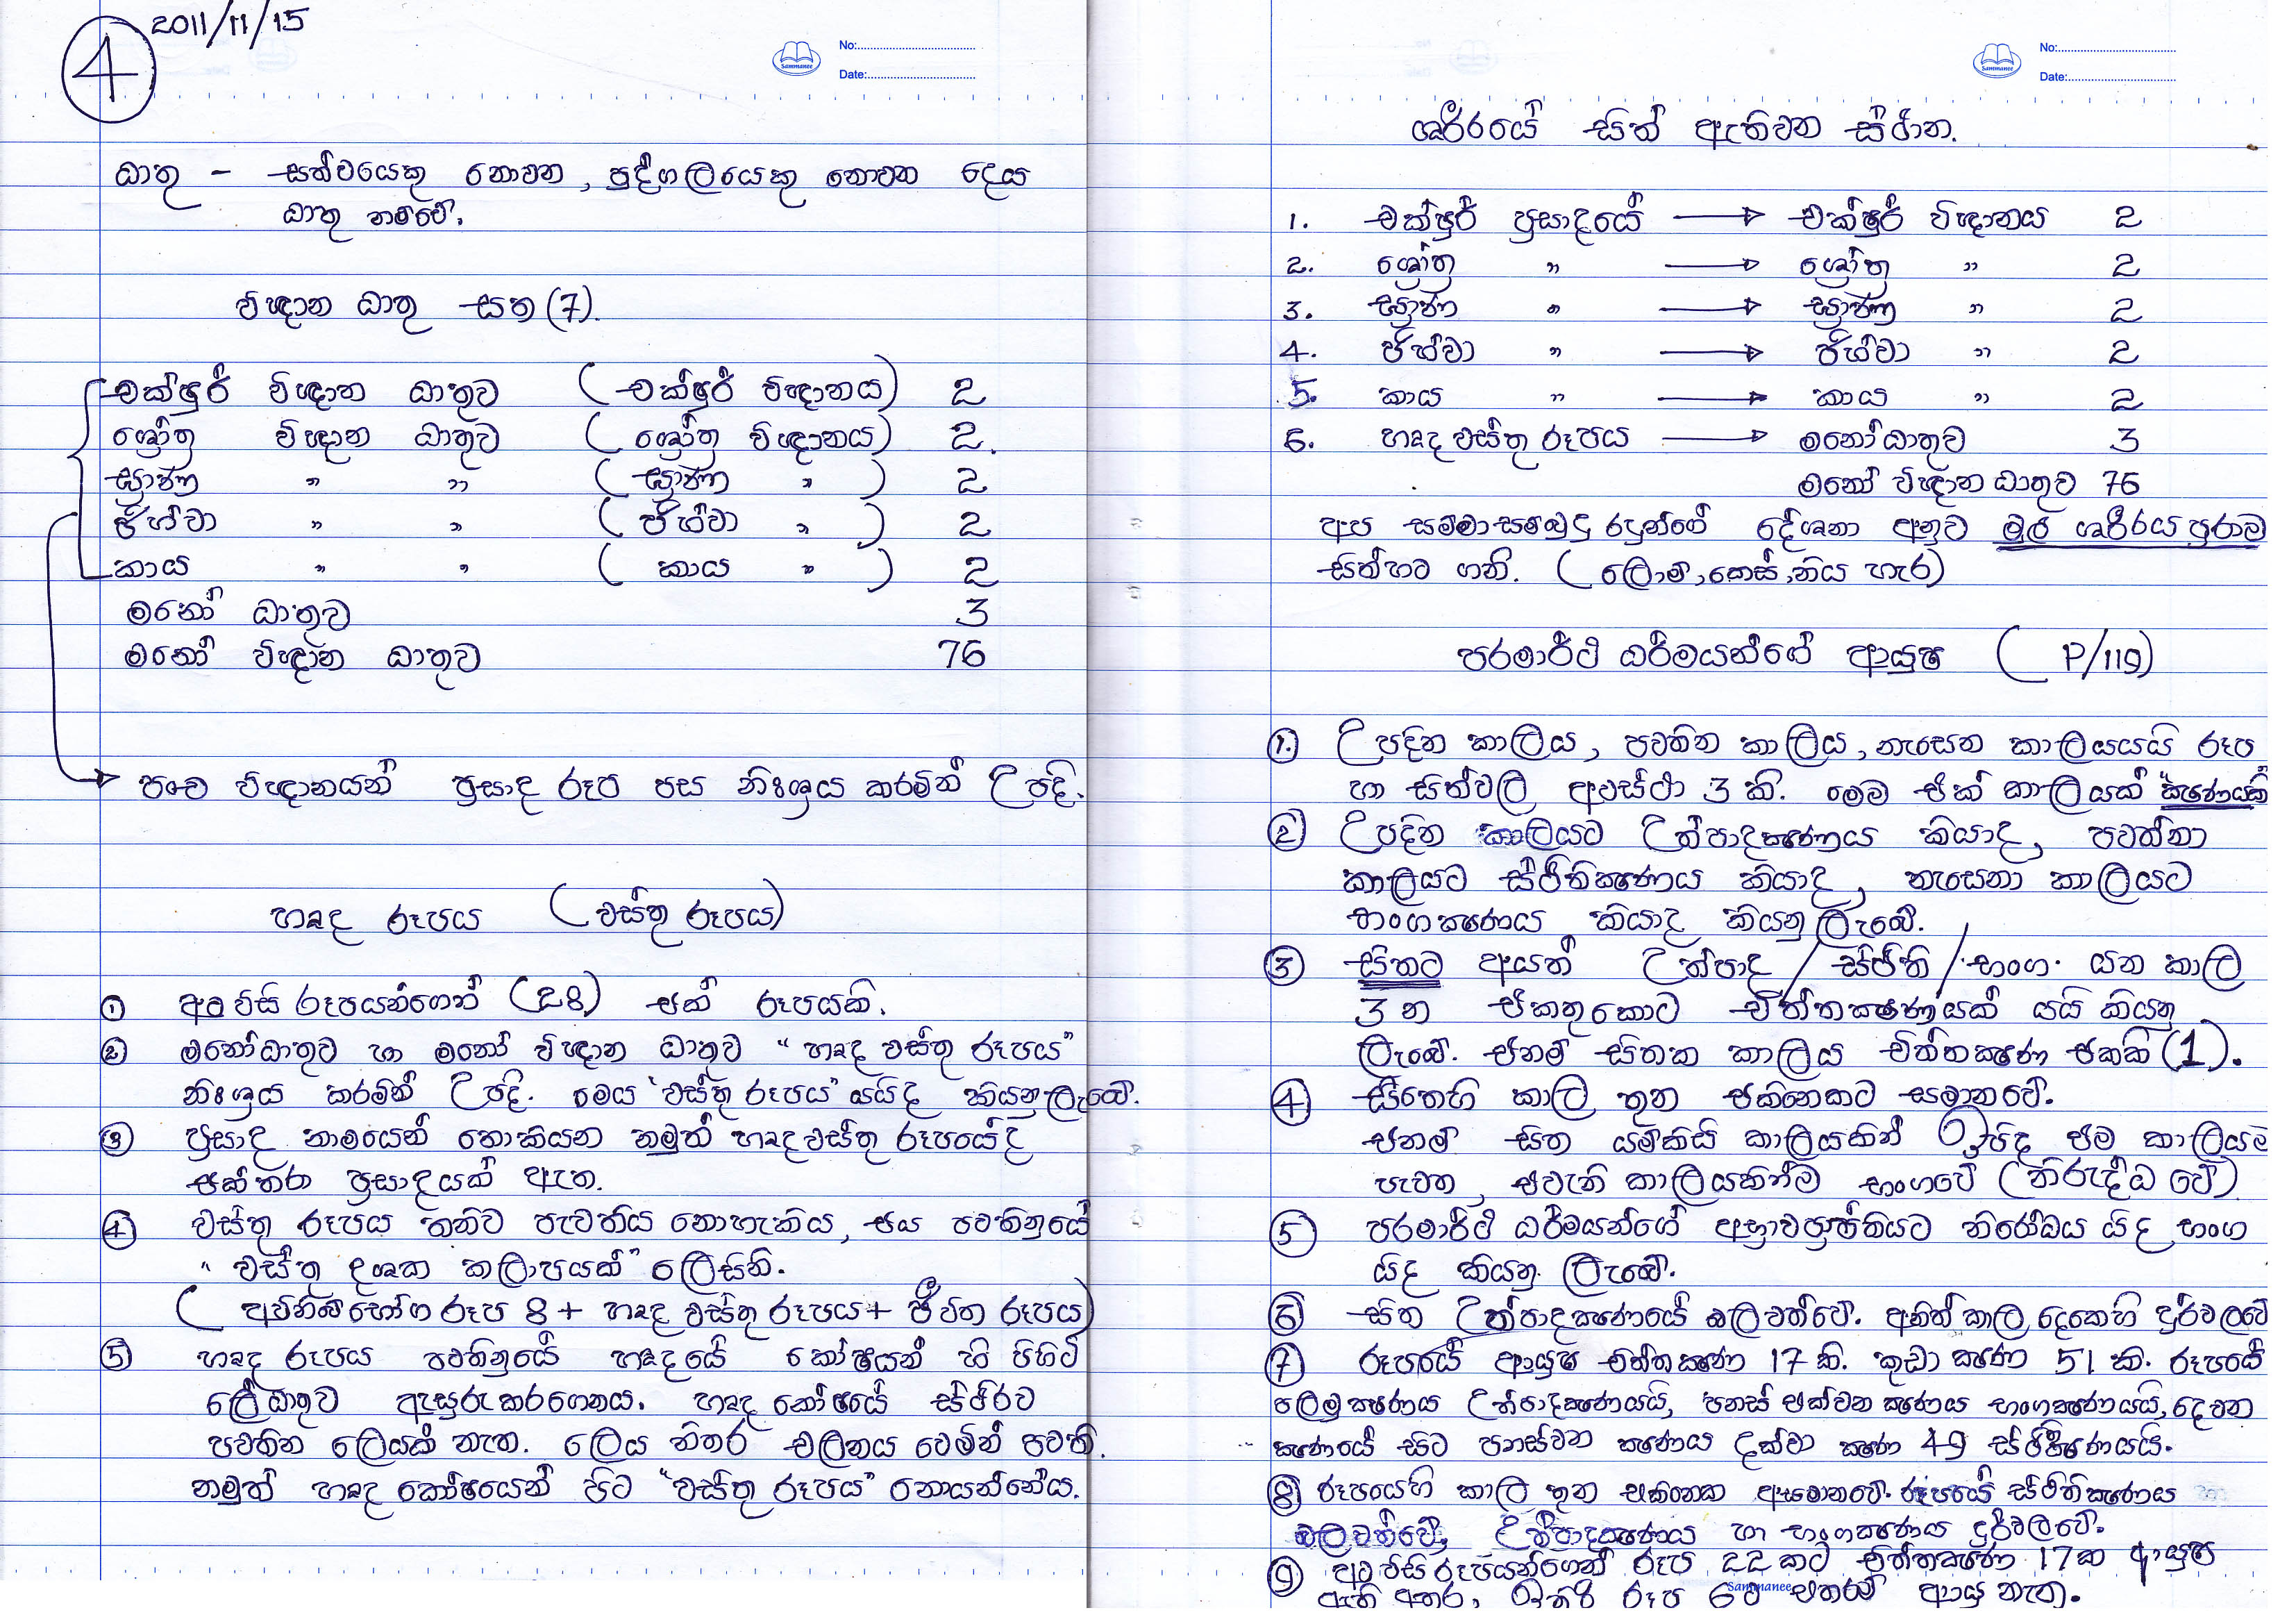 4
2011/11/15
Sammanee
No:
Date:
ධාතු - සත්වයෙකු නොවන, පුද්ගලයෙකු නොවන දෙය
ධාතු නම්වේ.
විඥාන ධාතු සත (7).
චක්ෂුර් විඥාන ධාතුව (චක්ෂුර් විඥානය) 2
ශ්‍රෝත්‍ර විඥාන ධාතුව (ශ්‍රෝත්‍ර විඥානය) 2.
ඝ්‍රාණ " " (ඝ්‍රාණ ") 2
ජිහ්වා " " (ජිහ්වා ") 2
කාය " " (කාය ") 2
මනෝ ධාතුව 3
මනෝ විඥාන ධාතුව 76
පංච විඥානයන් ප්‍රසාද රූප පස නිඃශ්‍රය කරමින් උපදි.
හෘද රූපය (වස්තු රූපය)
1 අටවිසි රූපයන්ගෙන් (28) එක් රූපයකි.
2 මනෝධාතුව හා මනෝ විඥාන ධාතුව "හෘද වස්තු රූපය"
නිඃශ්‍රය කරමින් උපදි. මෙය "වස්තු රූපය" යයිද කියනුලැබේ.
3 ප්‍රසාද නාමයෙන් නොකියන නමුත් හෘදවස්තු රූපයේද
එක්තරා ප්‍රසාදයක් ඇත.
4 වස්තු රූපය තනිව පැවතිය නොහැකිය, එය පවතිනුයේ
"වස්තු දශක කලාපයක්" ලෙසිනි.
(අවිනිබ්භෝග රූප 8 + හෘද වස්තු රූපය + ජීවිත රූපය)
5 හෘද රූපය පවතිනුයේ හෘදයේ කෝෂයන් හි පිහිටි
ලේධාතුව ඇසුරුකරගෙනය. හෘද කෝෂයේ ස්ථිරව
පවතින ලෙයක් නැත. ලෙය නිතර චලනය වෙමින් පවතී.
නමුත් හෘද කෝෂයෙන් පිට "වස්තු රූපය" නොයන්නේය.
Sammanee
No:
Date:
ශරීරයේ සිත් ඇතිවන ස්ථාන.
1. චක්ෂුර් ප්‍රසාදයේ → චක්ෂුර් විඥානය 2
2. ශ්‍රෝත්‍ර " → ශ්‍රෝත්‍ර " 2
3. ඝ්‍රාණ " → ඝ්‍රාණ " 2
4. ජිහ්වා " → ජිහ්වා " 2
5. කාය " → කාය " 2
6. හෘද වස්තු රූපය → මනෝධාතුව 3
මනෝ විඥාන ධාතුව 76
අප සම්මාසම්බුදු රදුන්ගේ දේශනා අනුව මුලු ශරීරය පුරාම
සිත්හට ගනී. (ලොම්, කෙස්, නිය හැර)
පරමාර්ථ ධර්මයන්ගේ ආයුෂ (P/119)
1. උපදින කාලය, පවතින කාලය, නැසෙන කාලයයයි රූප
හා සිත්වල අවස්ථා 3 කි. මෙම එක් කාලයක් "ක්ෂණයකි"
2 උපදින කාලයට උත්පාදක්ෂණය කියාද, පවත්නා
කාලයට ස්ථිතික්ෂණය කියාද, නැසෙනා කාලයට
භංගක්ෂණය කියාද කියනු ලැබේ.
3 සිතට අයත් උත්පාද / ස්ථිති / භංග යන කාල
3 න එකතුකොට චිත්තක්ෂණයක් යයි කියනු
ලැබේ. එනම් සිතක කාලය චිත්තක්ෂණ එකකි (1).
4 සිතෙහි කාල තුන එකිනෙකට සමානවේ.
එනම් සිත යම්කිසි කාලයකින් ඉපිද එම කාලයම
පැවත, එවැනි කාලයකින්ම භංගවේ (නිරුද්ධ වේ)
5 පරමාර්ථ ධර්මයන්ගේ අභාවප්‍රාප්තියට නිරෝධය යිද භංග
යිද කියනු ලැබේ.
6 සිත උත්පාදක්ෂණයේ බලවත්වේ. අනිත් කාල දෙකෙහි දුර්වලවේ
7 රූපයේ ආයුෂ චිත්තක්ෂණ 17 කි. කුඩා ක්ෂණ 51 කි. රූපයේ
පලමු ක්ෂණය උත්පාදක්ෂණයයි, පනස් එක්වන ක්ෂණය භංගක්ෂණයයි, දෙවන
ක්ෂණයේ සිට පනස්වන ක්ෂණය දක්වා ක්ෂණ 49 ස්ථිතික්ෂණයයි.
8 රූපයෙහි කාල තුන එකිනෙක අසමානවේ. රූපයේ ස්ථිතික්ෂණය
බලවත්වේ, උත්පාදක්ෂණය හා භංගක්ෂණය දුර්වලවේ.
9 අටවිසිරූපයන්ගෙන් රූප 22 කට චිත්තක්ෂණ 17 ක ආයුෂ
ඇති අතර, ඉතිරි රූප 6 ට එතරම් ආයු නැත.
Sammanee